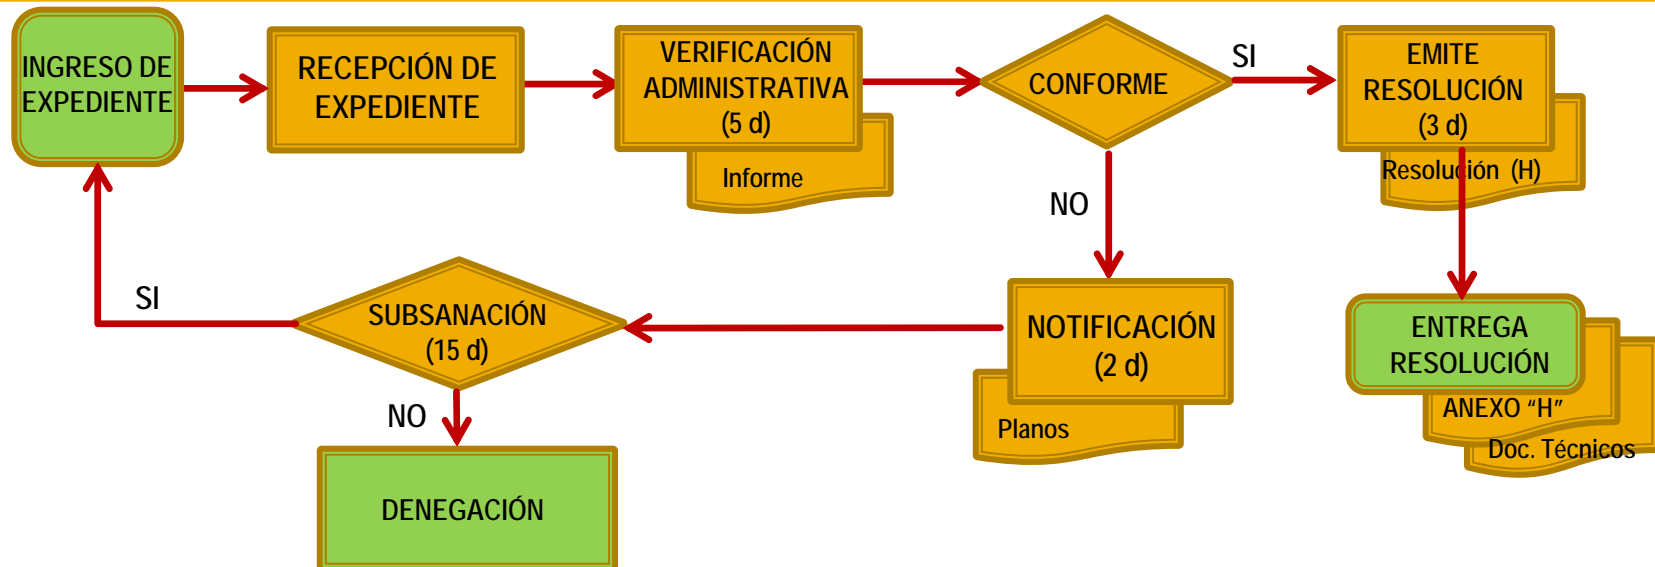 INGRESO DE
EXPEDIENTE
RECEPCIÓN DE
EXPEDIENTE
VERIFICACIÓN
ADMINISTRATIVA
(5 d)
Informe
CONFORME
SI
EMITE
RESOLUCIÓN
(3 d)
Resolución (H)
NO
SI
SUBSANACIÓN
(15 d)
NOTIFICACIÓN
(2 d)
Planos
ENTREGA
RESOLUCIÓN
ANEXO “H”
Doc. Técnicos
NO
DENEGACIÓN